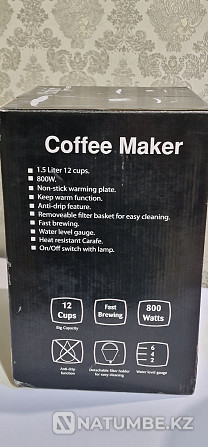 Coffee Maker
1.5 Liter 12 cups.
800W.
Non-stick warming plate.
Keep warm function.
Anti-drip feature.
Removeable filter basket for easy cleaning.
Fast brewing.
Water level gauge.
Heat resistant Carafe.
On/Off switch with lamp.
12 Cups
Fast Brewing
800 Watts
Big Capacity
6
4
2
Anti-drip function
Detachable filter holder for easy cleaning
Water level gauge
NATUMBE.KZ